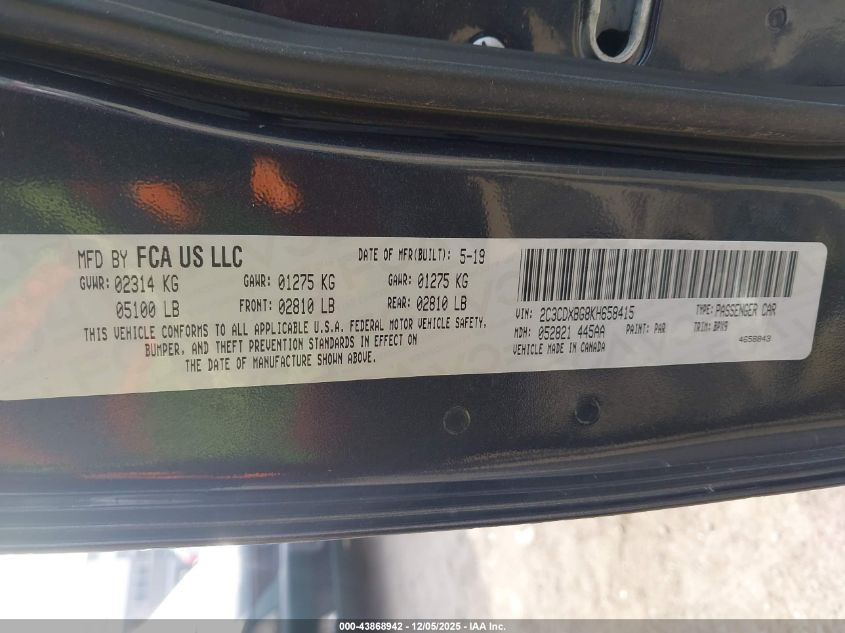 MFD BY FCA US LLC DATE OF MFR(BUILT): 5-19
GVWR: 02314 KG GAWR: 01275 KG GAWR: 01275 KG
05100 LB FRONT: 02810 LB REAR: 02810 LB
THIS VEHICLE CONFORMS TO ALL APPLICABLE U.S.A. FEDERAL MOTOR VEHICLE SAFETY,
BUMPER, AND THEFT PREVENTION STANDARDS IN EFFECT ON
THE DATE OF MANUFACTURE SHOWN ABOVE.
VIN: 2C3CDXBG8KH658415 TYPE: PASSENGER CAR
MDH: 052821 445AA PAINT: PAR TRIM: BPX9
VEHICLE MADE IN CANADA 4658843
000-43868942 - 12/05/2025 - IAA Inc.